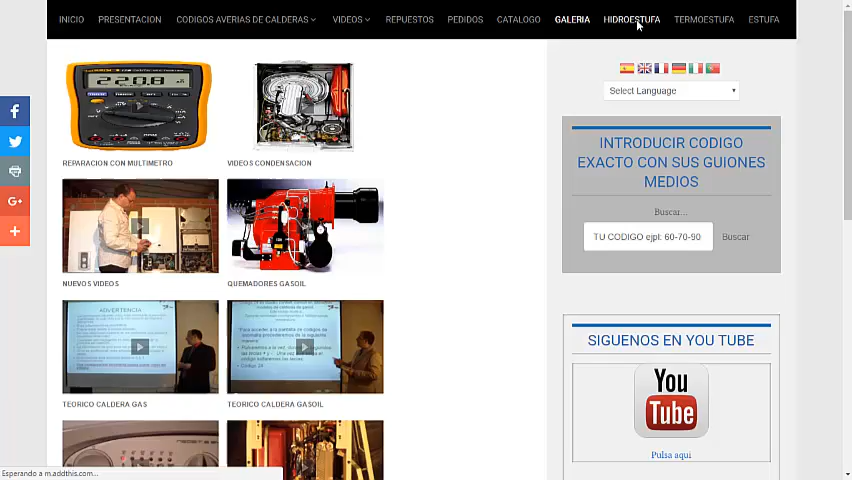 INICIO PRESENTACION CODIGOS AVERIAS DE CALDERAS VIDEOS REPUESTOS PEDIDOS CATALOGO GALERIA HIDROESTUFA TERMOESTUFA ESTUFA
REPARACION CON MULTIMETRO
VIDEOS CONDENSACION
NUEVOS VIDEOS
QUEMADORES GASOIL
ADVERTENCIA
TEORICO CALDERA GAS
TEORICO CALDERA GASOIL
Select Language
INTRODUCIR CODIGO
EXACTO CON SUS GUIONES
MEDIOS
Buscar...
TU CODIGO ejpl: 60-70-90
Buscar
SIGUENOS EN YOU TUBE
You
Tube
Pulsa aqui
Esperando a m.addthis.com...